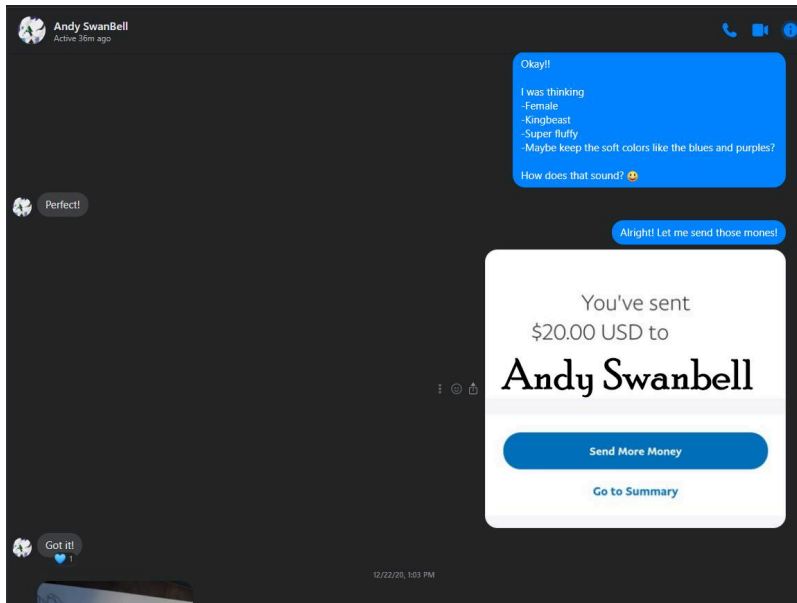 Andy SwanBell
Active 36m ago
Okay!!
I was thinking
-Female
-Kingbeast
-Super fluffy
-Maybe keep the soft colors like the blues and purples?
How does that sound? 😀
Perfect!
Alright! Let me send those mones!
You've sent
$20.00 USD to
Andy Swanbell
Send More Money
Go to Summary
Got it!
1
12/22/20, 1:03 PM